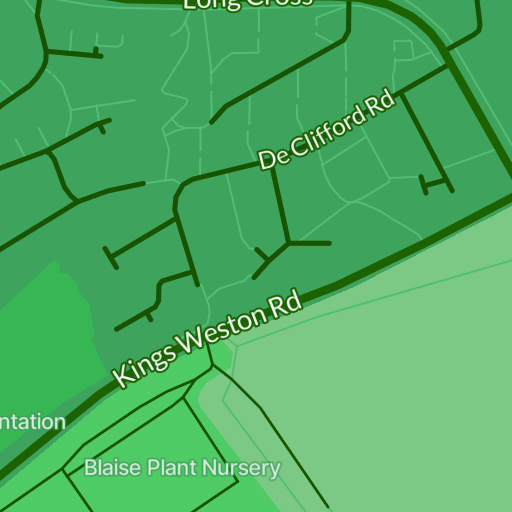 Long Cross
De Clifford Rd
Kings Weston Rd
ntation
Blaise Plant Nursery